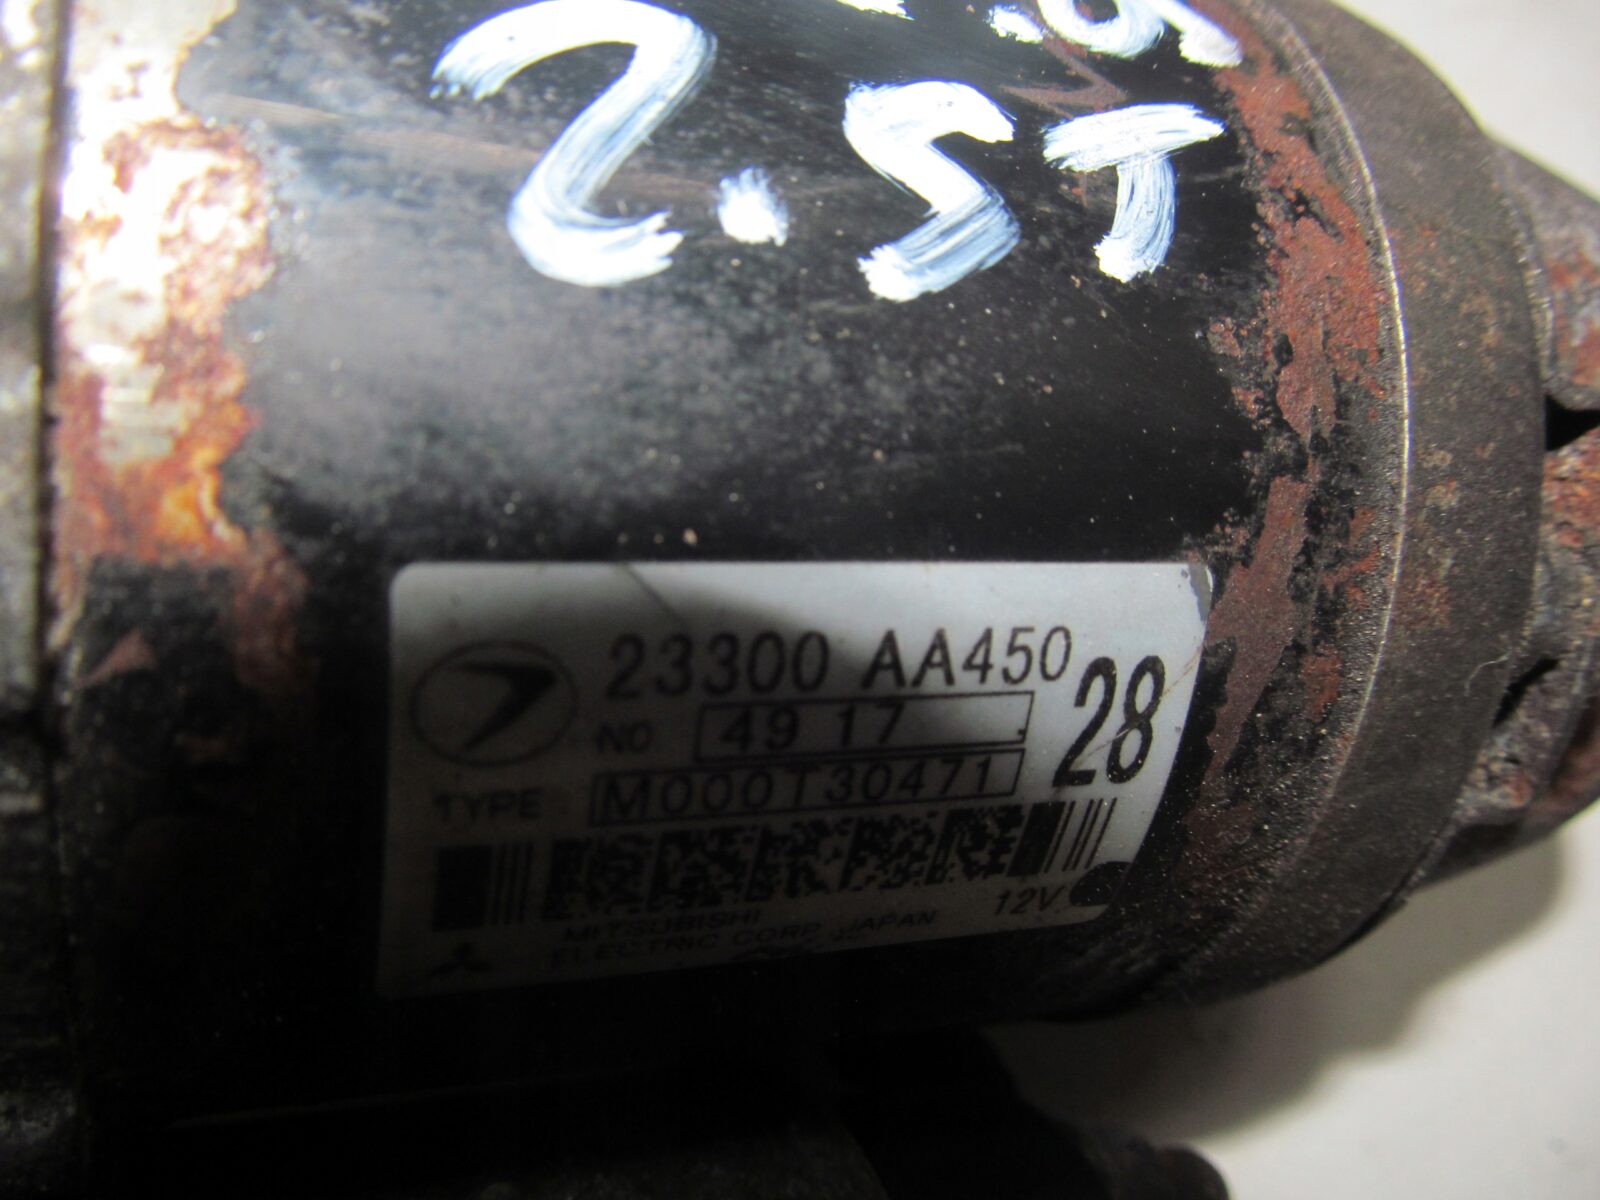 2.5T
23300 AA450
NO 49 17
28
TYPE M000T30471
12V
MITSUBISHI
ELECTRIC CORP. JAPAN